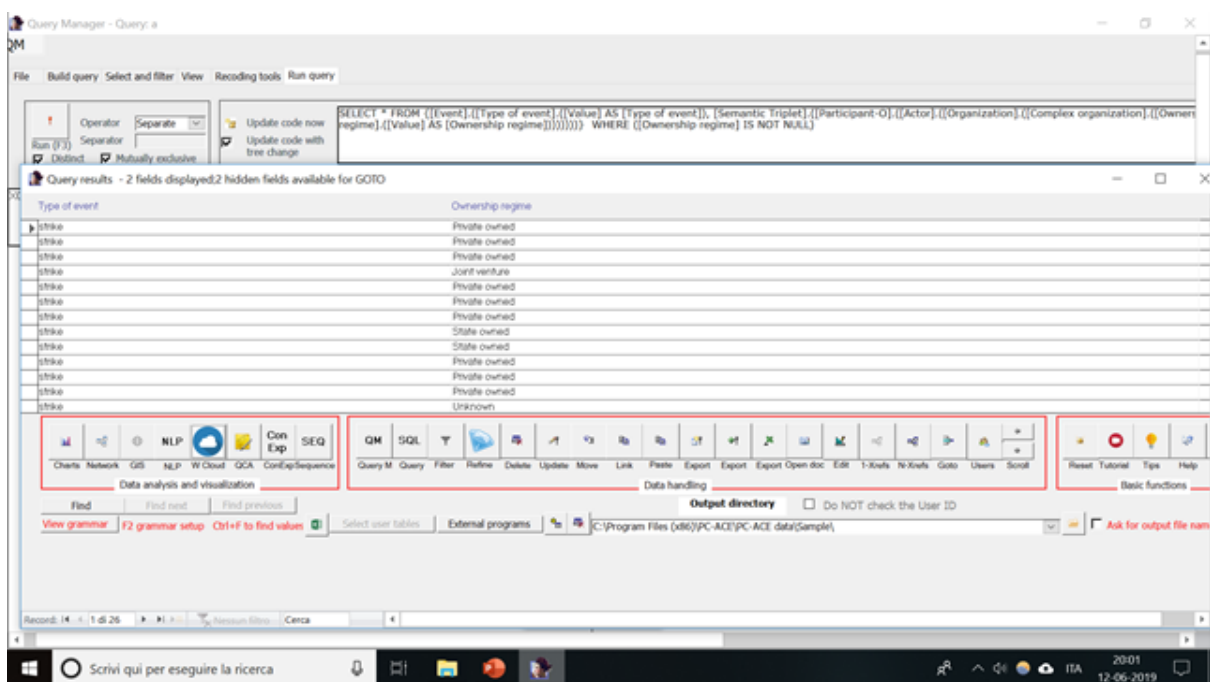 Query Manager - Query: a
QM
File Build query Select and filter View Recoding tools Run query
! Operator Separate Update code now
Run (F3) Separator Update code with tree change
Distinct Mutually exclusive
SELECT * FROM {[Event].([Type of event].([Value] AS [Type of event]), [Semantic Triplet].([Participant-O].([Actor].([Organization].([Complex organization].([Owners
regime].([Value] AS [Ownership regime]))))))))} WHERE ([Ownership regime] IS NOT NULL)
Query results - 2 fields displayed;2 hidden fields available for GOTO
Type of event Ownership regime
strike Private owned
strike Private owned
strike Private owned
strike Joint venture
strike Private owned
strike Private owned
strike Private owned
strike State owned
strike State owned
strike Private owned
strike Private owned
strike Private owned
strike Unknown
NLP Con Exp SEQ QM SQL
Charts Network GIS NLP W Cloud QCA ConExp Sequence Query M Query Filter Refine Delete Update Move Link Paste Export Export Export Open doc Edit 1-Xrefs N-Xrefs Goto Users Scroll Reset Tutorial Tips Help
Data analysis and visualization Data handling Basic functions
Find Find next Find previous Output directory Do NOT check the User ID
View grammar F2 grammar setup Ctrl+F to find values Select user tables External programs C:\Program Files (x86)\PC-ACE\PC-ACE data\Sample\ Ask for output file nam
Record: 1 di 26 Nessun filtro Cerca
Scrivi qui per eseguire la ricerca ITA 20:01
12-06-2019